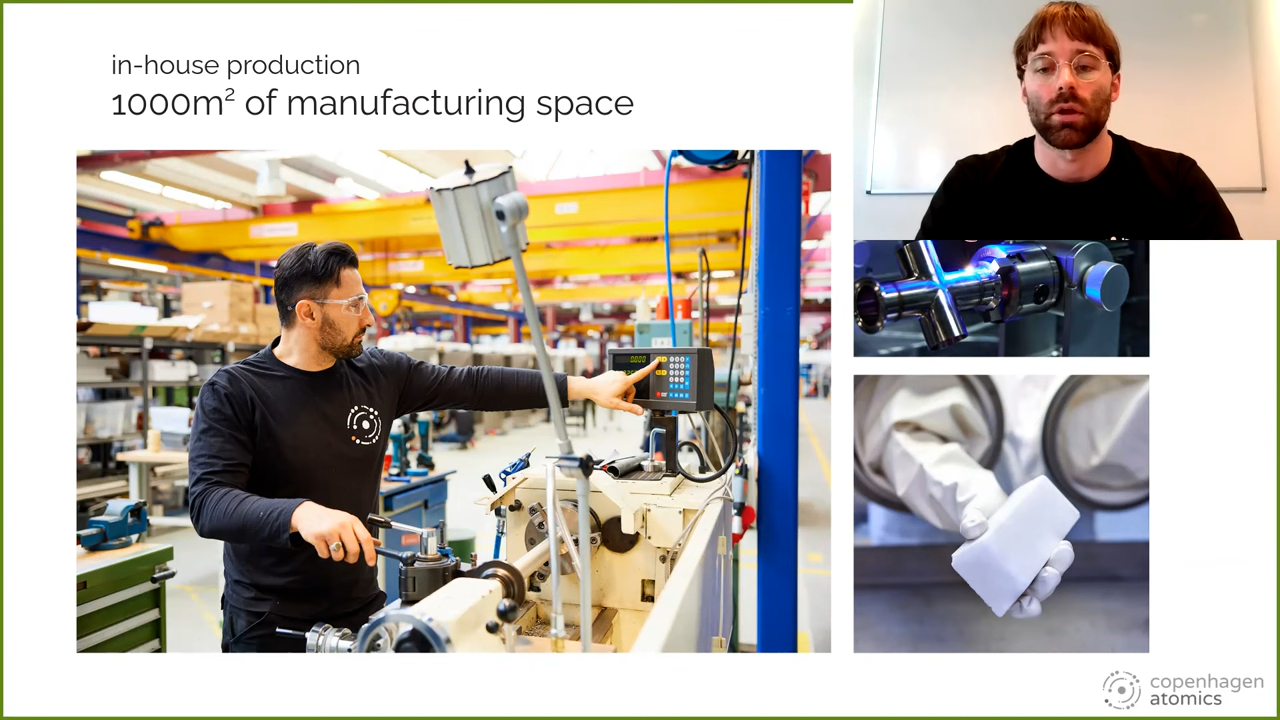 in-house production
1000m² of manufacturing space
copenhagen
atomics